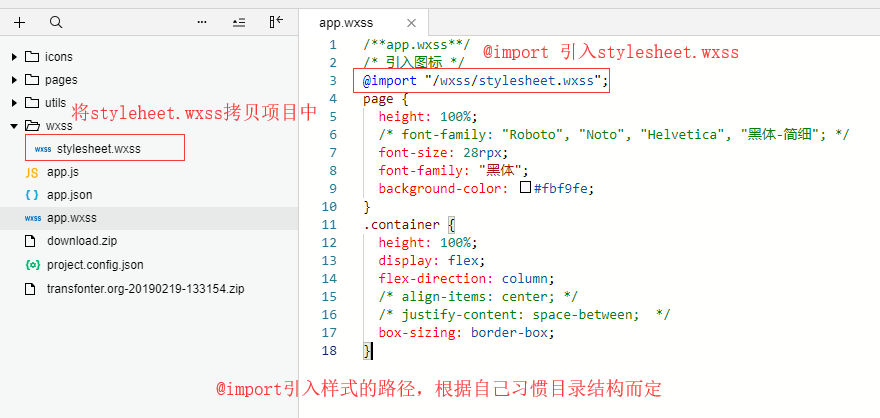 app.wxss
icons
pages
utils
wxss
将styleheet.wxss拷贝项目中
wxss stylesheet.wxss
JS app.js
{ } app.json
wxss app.wxss
download.zip
{o} project.config.json
transfonter.org-20190219-133154.zip
1 /**app.wxss**/
2 /* 引入图标 */
@import 引入stylesheet.wxss
3 @import "/wxss/stylesheet.wxss";
4 page {
5 height: 100%;
6 /* font-family: "Roboto", "Noto", "Helvetica", "黑体-简细"; */
7 font-size: 28rpx;
8 font-family: "黑体";
9 background-color: #fbf9fe;
10 }
11 .container {
12 height: 100%;
13 display: flex;
14 flex-direction: column;
15 /* align-items: center; */
16 /* justify-content: space-between;  */
17 box-sizing: border-box;
18 }
@import引入样式的路径，根据自己习惯目录结构而定